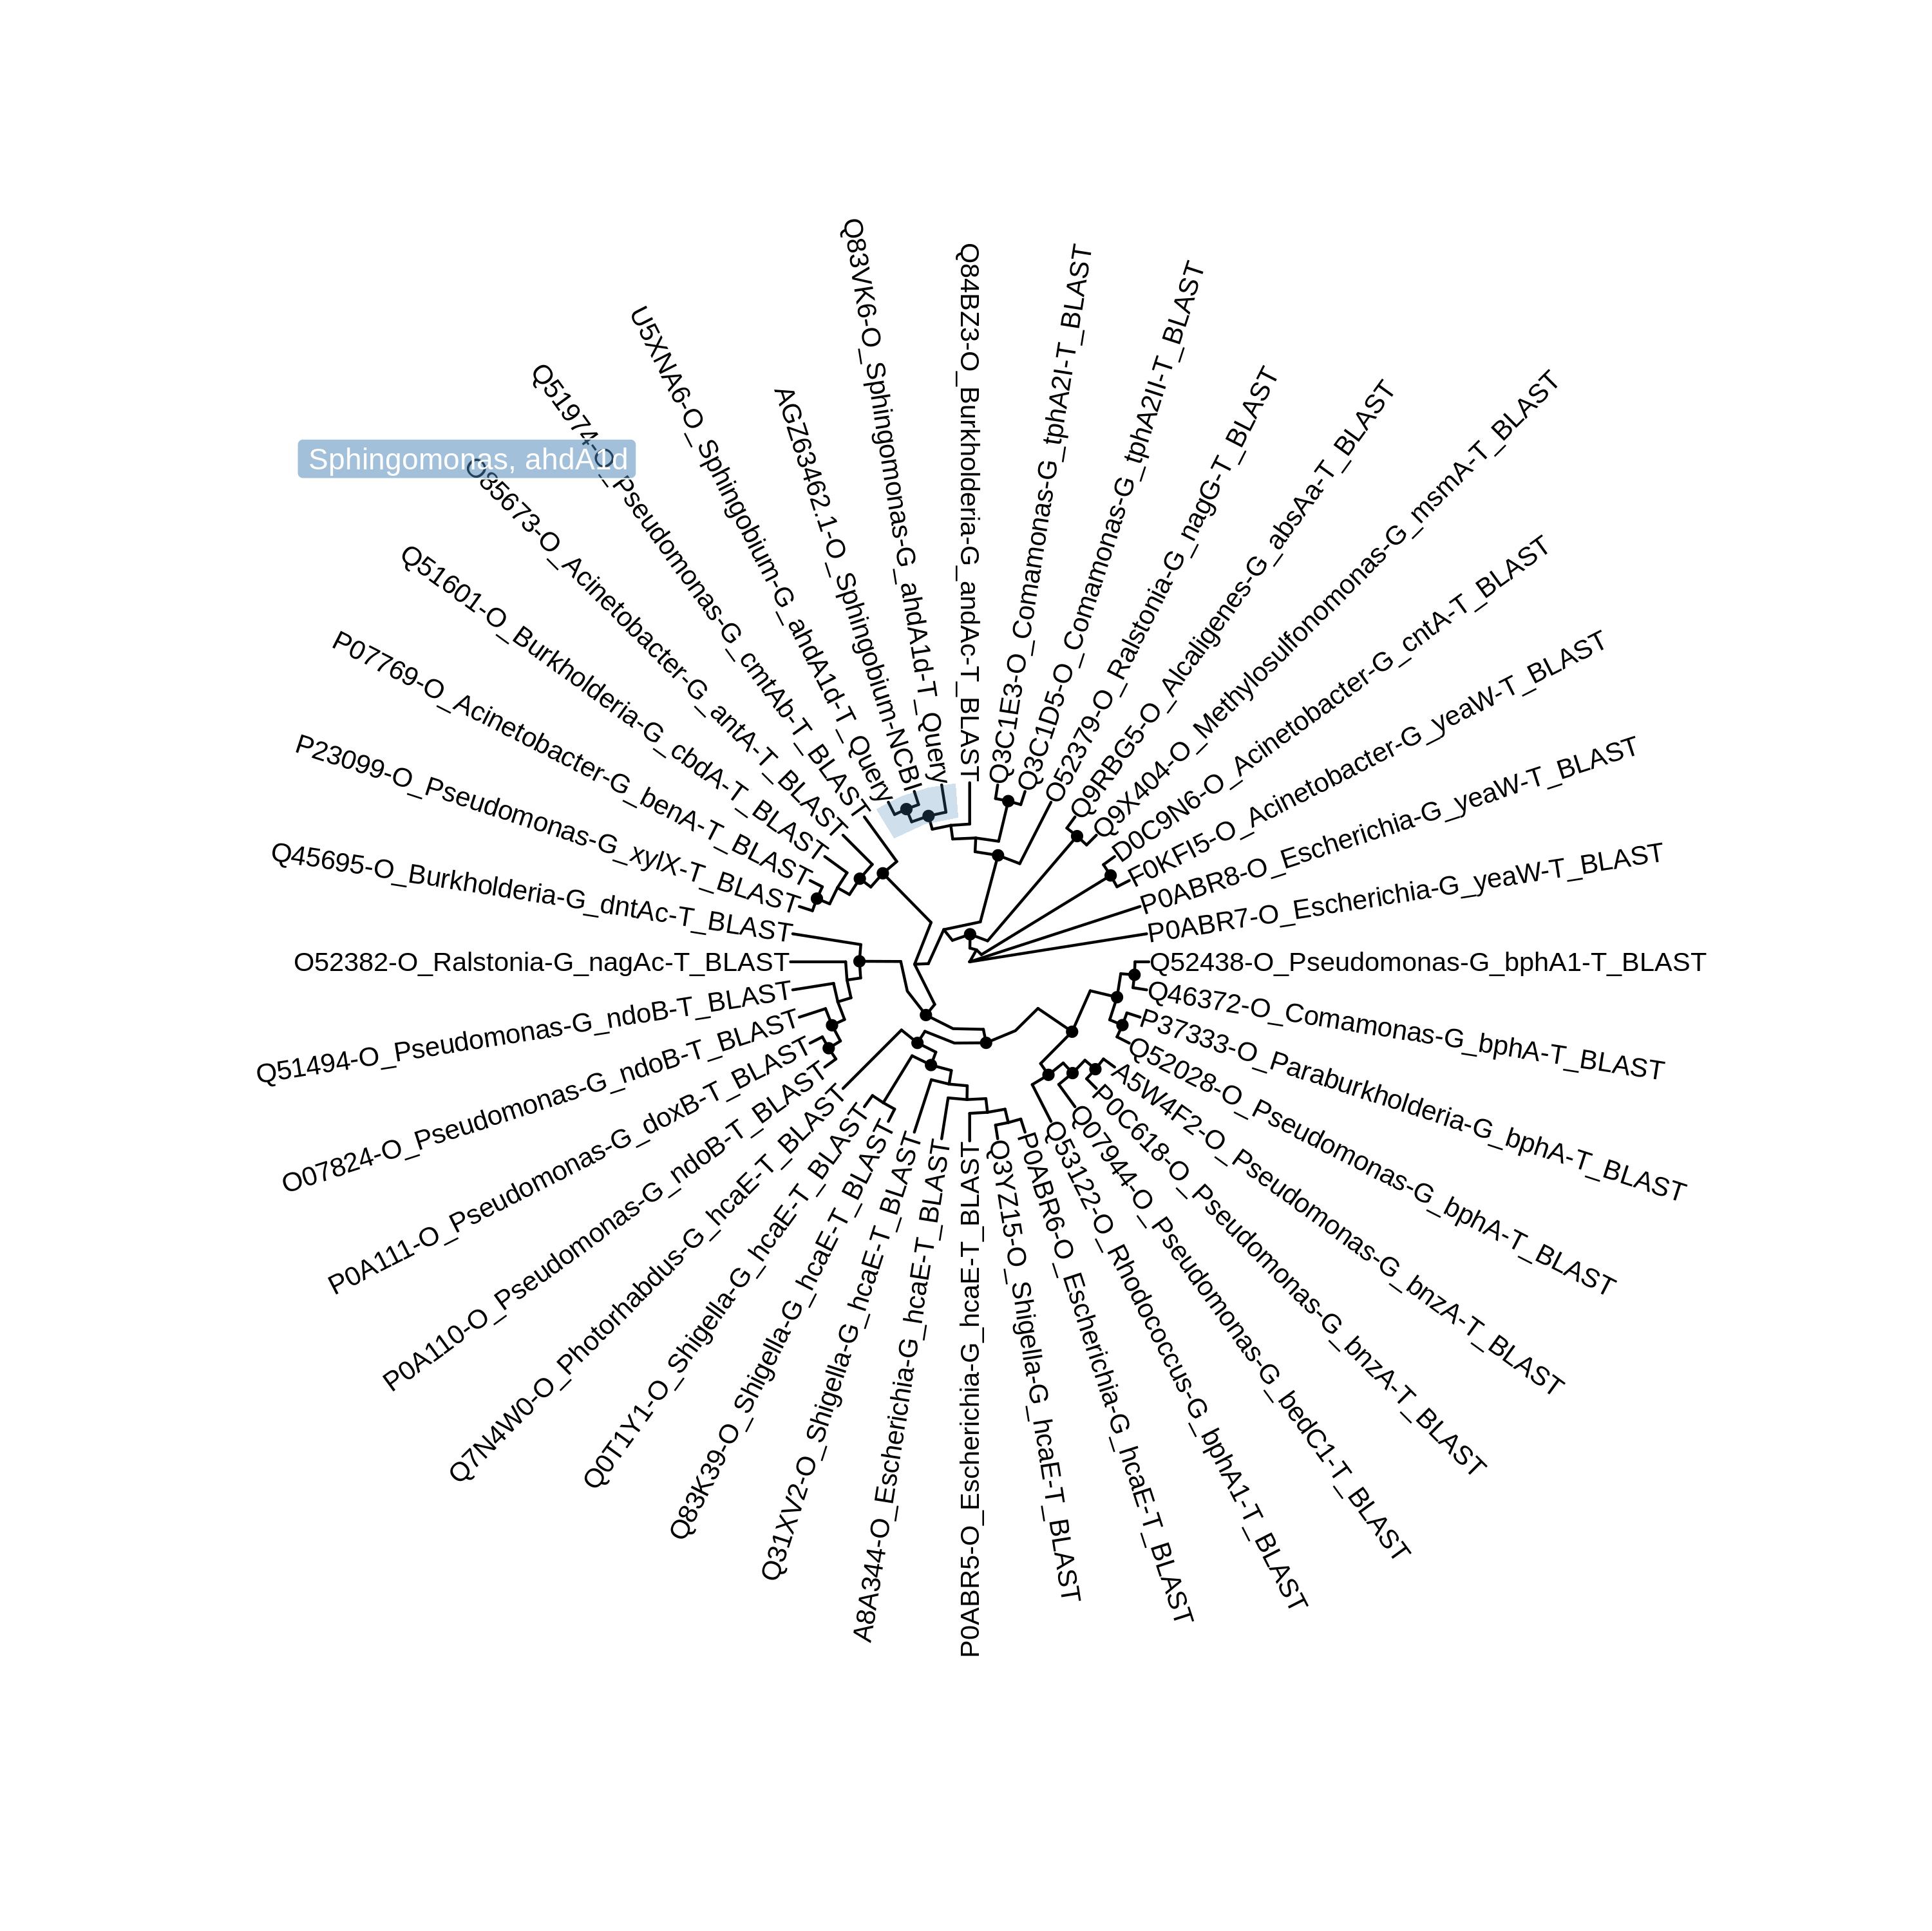 Q84BZ3-O_Burkholderia-G_andAc-T_BLAST
Q3C1E3-O_Comamonas-G_tphA2I-T_BLAST
Q3C1D5-O_Comamonas-G_tphA2II-T_BLAST
O52379-O_Ralstonia-G_nagG-T_BLAST
Q9RBG5-O_Alcaligenes-G_absAa-T_BLAST
Q9X404-O_Methylosulfonomonas-G_msmA-T_BLAST
D0C9N6-O_Acinetobacter-G_cntA-T_BLAST
F0KFI5-O_Acinetobacter-G_yeaW-T_BLAST
P0ABR8-O_Escherichia-G_yeaW-T_BLAST
P0ABR7-O_Escherichia-G_yeaW-T_BLAST
Q52438-O_Pseudomonas-G_bphA1-T_BLAST
Q46372-O_Comamonas-G_bphA-T_BLAST
P37333-O_Paraburkholderia-G_bphA-T_BLAST
Q52028-O_Pseudomonas-G_bphA-T_BLAST
A5W4F2-O_Pseudomonas-G_bnzA-T_BLAST
P0C618-O_Pseudomonas-G_bnzA-T_BLAST
Q07944-O_Pseudomonas-G_bedC1-T_BLAST
Q53122-O_Rhodococcus-G_bphA1-T_BLAST
P0ABR6-O_Escherichia-G_hcaE-T_BLAST
Q3YZ15-O_Shigella-G_hcaE-T_BLAST
P0ABR5-O_Escherichia-G_hcaE-T_BLAST
A8A344-O_Escherichia-G_hcaE-T_BLAST
Q31XV2-O_Shigella-G_hcaE-T_BLAST
Q83K39-O_Shigella-G_hcaE-T_BLAST
Q0T1Y1-O_Shigella-G_hcaE-T_BLAST
Q7N4W0-O_Photorhabdus-G_hcaE-T_BLAST
P0A110-O_Pseudomonas-G_ndoB-T_BLAST
P0A111-O_Pseudomonas-G_doxB-T_BLAST
O07824-O_Pseudomonas-G_ndoB-T_BLAST
Q51494-O_Pseudomonas-G_ndoB-T_BLAST
O52382-O_Ralstonia-G_nagAc-T_BLAST
Q45695-O_Burkholderia-G_dntAc-T_BLAST
P23099-O_Pseudomonas-G_xylX-T_BLAST
P07769-O_Acinetobacter-G_benA-T_BLAST
Q51601-O_Burkholderia-G_cbdA-T_BLAST
O85673-O_Acinetobacter-G_antA-T_BLAST
Q51974-O_Pseudomonas-G_cmtAb-T_BLAST
U5XNA6-O_Sphingobium-G_ahdA1d-T_Query
AGZ63462.1-O_Sphingobium-NCBI
Q83VK6-O_Sphingomonas-G_ahdA1d-T_Query
Sphingomonas, ahdA1d